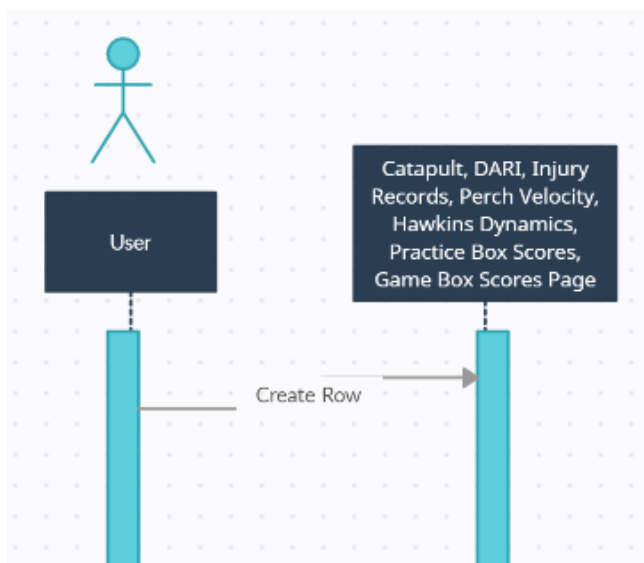 Catapult, DARI, Injury
Records, Perch Velocity,
Hawkins Dynamics,
Practice Box Scores,
Game Box Scores Page
User
Create Row